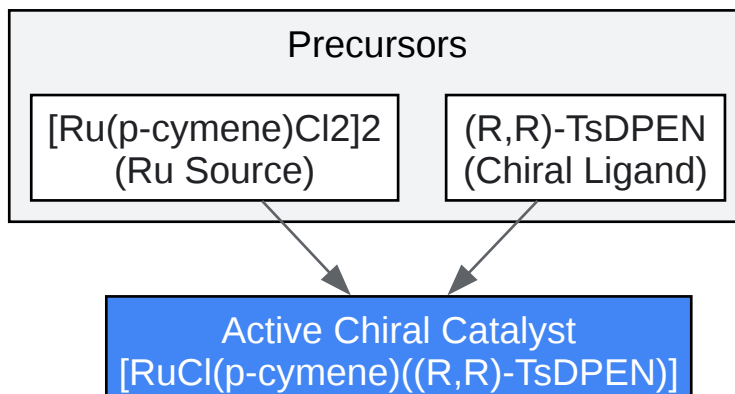 Precursors
[Ru(p-cymene)Cl2]2
(Ru Source)
(R,R)-TsDPEN
(Chiral Ligand)
Active Chiral Catalyst
[RuCl(p-cymene)((R,R)-TsDPEN)]